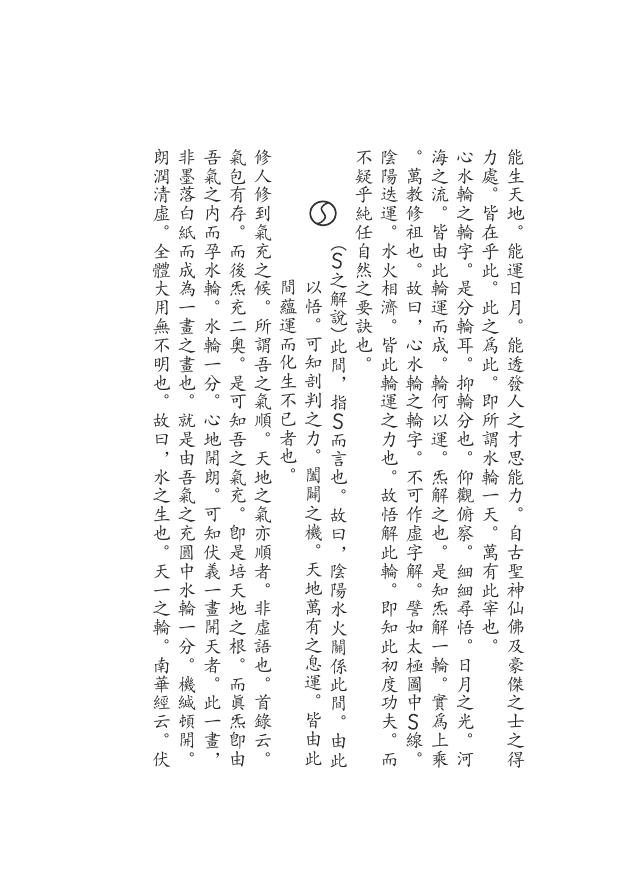 能生天地。能運日月。能透發人之才思能力。自古聖神仙佛及豪傑之士之得
力處。皆在乎此。此之爲此。即所謂水輪一天。萬有此宰也。
心水輪之輪字。是分輪耳。抑輪分也。仰觀俯察。細細尋悟。日月之光。河
海之流。皆由此輪運而成。輪何以運。炁解之也。是知炁解一輪。實爲上乘
。萬教修祖也。故曰，心水輪之輪字。不可作虛字解。譬如太極圖中S線。
陰陽迭運。水火相濟。皆此輪運之力也。故悟解此輪。即知此初度功夫。而
不疑乎純任自然之要訣也。
（S之解說）此間，指S而言也。故曰，陰陽水火關係此間。由此
以悟。可知剖判之力。闔闢之機。天地萬有之息運。皆由此
間蘊運而化生不已者也。
修人修到氣充之候。所謂吾之氣順。天地之氣亦順者。非虛語也。首錄云。
氣包有存。而後炁充二奧。是可知吾之氣充。卽是培天地之根。而眞炁卽由
吾氣之内而孕水輪。水輪一分。心地開朗。可知伏義一畫開天者。此一畫，
非墨落白紙而成為一畫之畫也。就是由吾氣之充圓中水輪一分。機緘頓開。
朗潤清虛。全體大用無不明也。故曰，水之生也。天一之輪。南華經云。伏